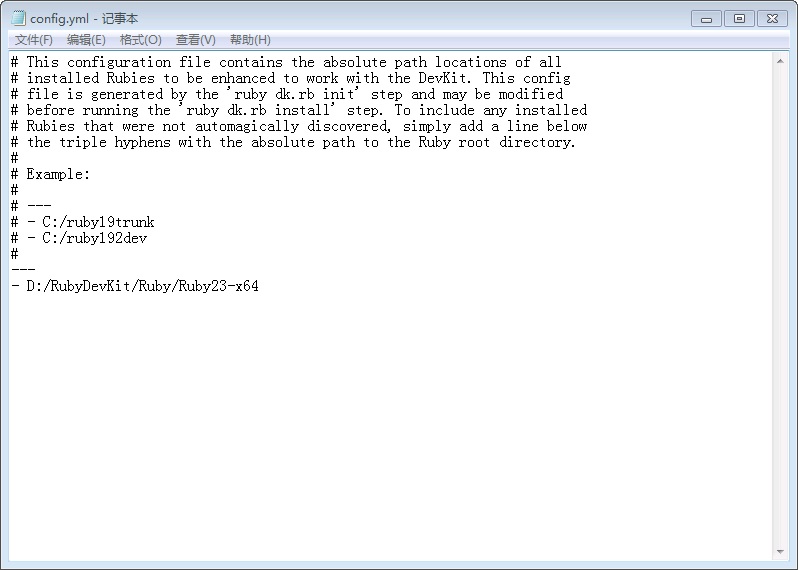 config.yml - 记事本
文件(F) 编辑(E) 格式(O) 查看(V) 帮助(H)
# This configuration file contains the absolute path locations of all
# installed Rubies to be enhanced to work with the DevKit. This config
# file is generated by the 'ruby dk.rb init' step and may be modified
# before running the 'ruby dk.rb install' step. To include any installed
# Rubies that were not automagically discovered, simply add a line below
# the triple hyphens with the absolute path to the Ruby root directory.
#
# Example:
#
# ---
# - C:/ruby19trunk
# - C:/ruby192dev
#
---
- D:/RubyDevKit/Ruby/Ruby23-x64